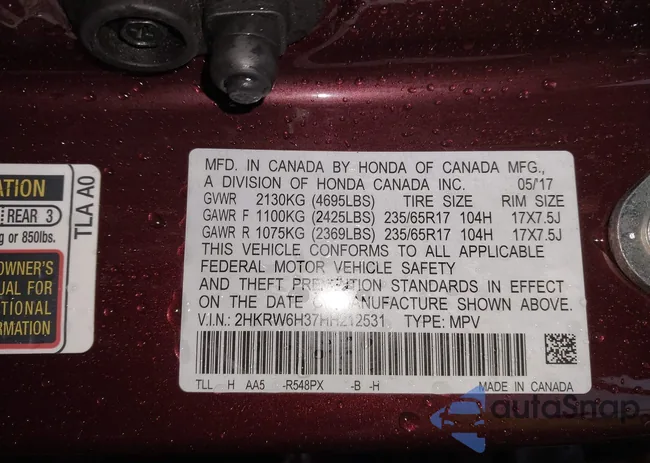 ATION
REAR 3
g or 850lbs.
OWNER'S
UAL FOR
TIONAL
RMATION
TLA A0
MFD. IN CANADA BY HONDA OF CANADA MFG.,
A DIVISION OF HONDA CANADA INC. 05/17
GVWR 2130KG (4695LBS) TIRE SIZE RIM SIZE
GAWR F 1100KG (2425LBS) 235/65R17 104H 17X7.5J
GAWR R 1075KG (2369LBS) 235/65R17 104H 17X7.5J
THIS VEHICLE CONFORMS TO ALL APPLICABLE
FEDERAL MOTOR VEHICLE SAFETY
AND THEFT PREVENTION STANDARDS IN EFFECT
ON THE DATE OF MANUFACTURE SHOWN ABOVE.
V.I.N.: 2HKRW6H37HH212531 TYPE: MPV
TLL H AA5 -R548PX -B -H MADE IN CANADA
autoSnap